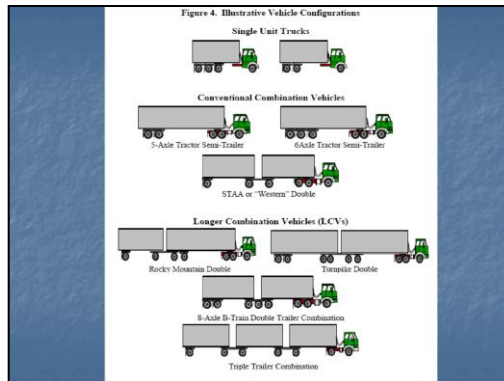 Figure 4. Illustrative Vehicle Configurations
Single Unit Trucks
Conventional Combination Vehicles
5-Axle Tractor Semi-Trailer
6Axle Tractor Semi-Trailer
STAA or "Western" Double
Longer Combination Vehicles (LCVs)
Rocky Mountain Double
Turnpike Double
8-Axle B-Train Double Trailer Combination
Triple Trailer Combination